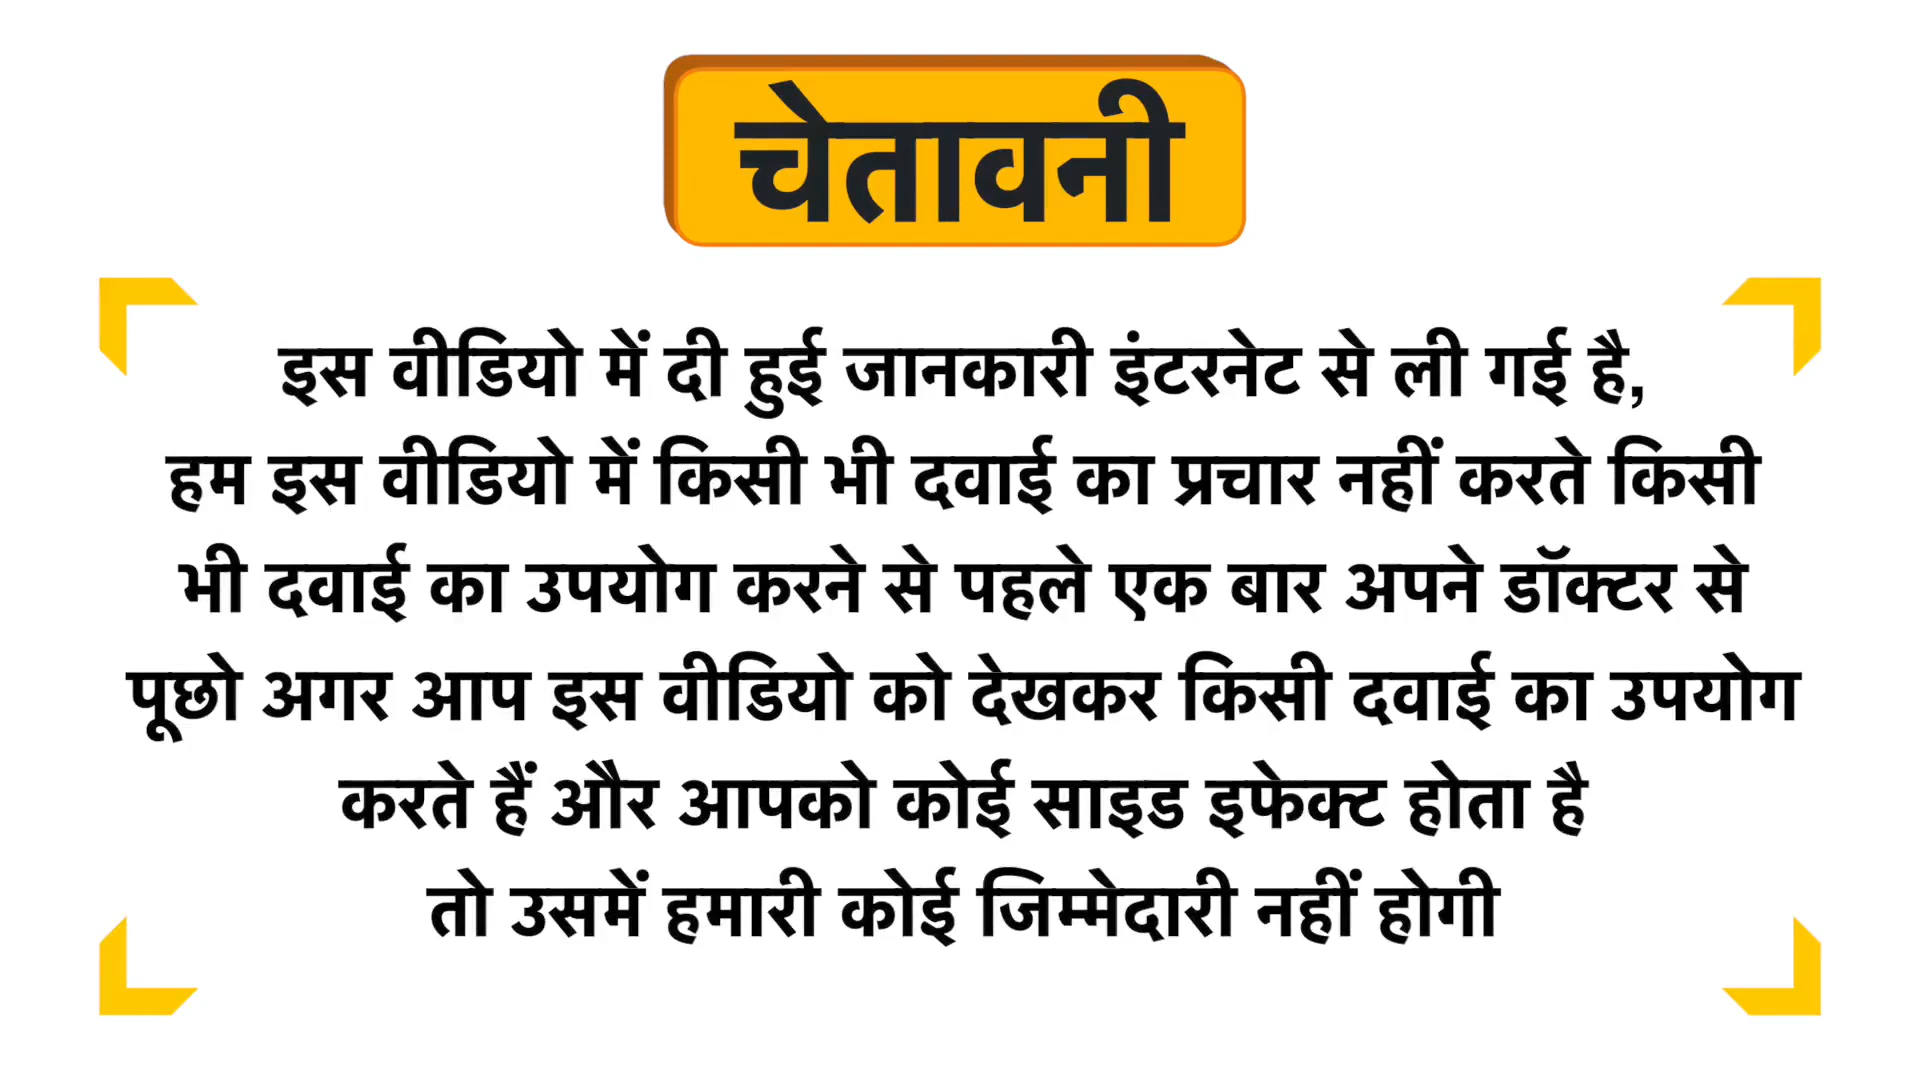 चेतावनी
इस वीडियो में दी हुई जानकारी इंटरनेट से ली गई है,
हम इस वीडियो में किसी भी दवाई का प्रचार नहीं करते किसी
भी दवाई का उपयोग करने से पहले एक बार अपने डॉक्टर से
पूछो अगर आप इस वीडियो को देखकर किसी दवाई का उपयोग
करते हैं और आपको कोई साइड इफेक्ट होता है
तो उसमें हमारी कोई जिम्मेदारी नहीं होगी